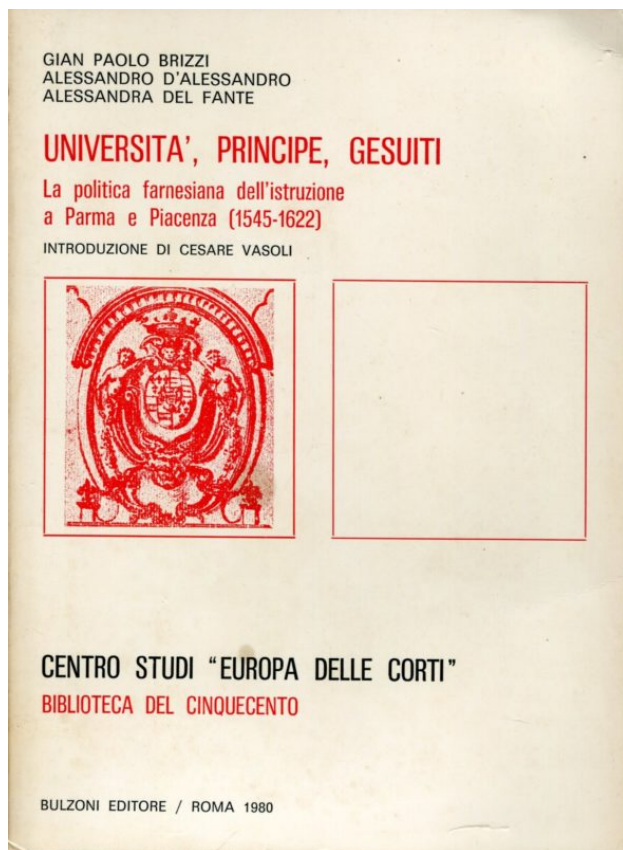 GIAN PAOLO BRIZZI
ALESSANDRO D'ALESSANDRO
ALESSANDRA DEL FANTE
UNIVERSITA', PRINCIPE, GESUITI
La politica farnesiana dell'istruzione
a Parma e Piacenza (1545-1622)
INTRODUZIONE DI CESARE VASOLI
CENTRO STUDI “EUROPA DELLE CORTI”
BIBLIOTECA DEL CINQUECENTO
BULZONI EDITORE / ROMA 1980